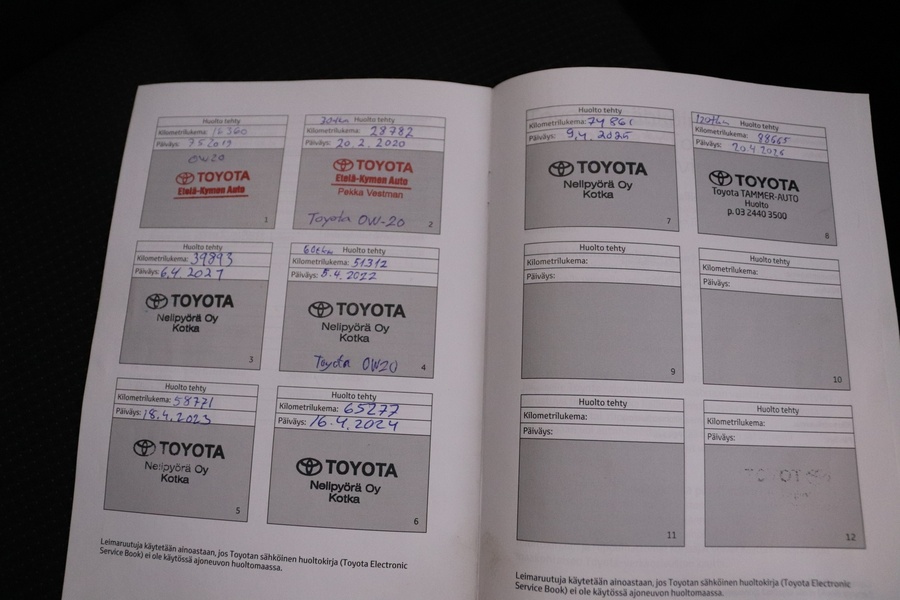 Huolto tehty
Kilometrilukema: 16360
Päiväys: 7.5.2019
OW20
TOYOTA
Etelä-Kymen Auto
1
30tkm Huolto tehty
Kilometrilukema: 28782
Päiväys: 20.2.2020
TOYOTA
Etelä-Kymen Auto
Pekka Vestman
Toyota OW-20
2
Huolto tehty
Kilometrilukema: 39893
Päiväys: 6.4.2021
TOYOTA
Nelipyörä Oy
Kotka
3
60tkm Huolto tehty
Kilometrilukema: 51312
Päiväys: 5.4.2022
TOYOTA
Nelipyörä Oy
Kotka
Toyota OW20
4
Huolto tehty
Kilometrilukema: 58771
Päiväys: 18.4.2023
TOYOTA
Nelipyörä Oy
Kotka
5
Huolto tehty
Kilometrilukema: 65277
Päiväys: 16.4.2024
TOYOTA
Nelipyörä Oy
Kotka
6
Leimaruutuja käytetään ainoastaan, jos Toyotan sähköinen huoltokirja (Toyota Electronic
Service Book) ei ole käytössä ajoneuvon huoltomaassa.
Huolto tehty
Kilometrilukema: 74861
Päiväys: 9.4.2025
TOYOTA
Nelipyörä Oy
Kotka
7
120tkm Huolto tehty
Kilometrilukema: 88665
Päiväys: 20.4.2026
TOYOTA
Toyota TAMMER-AUTO
Huolto
p. 03 2440 3500
8
Huolto tehty
Kilometrilukema:
Päiväys:
9
Huolto tehty
Kilometrilukema:
Päiväys:
10
Huolto tehty
Kilometrilukema:
Päiväys:
11
Huolto tehty
Kilometrilukema:
Päiväys:
12
Leimaruutuja käytetään ainoastaan, jos Toyotan sähköinen huoltokirja (Toyota Electronic
Service Book) ei ole käytössä ajoneuvon huoltomaassa.